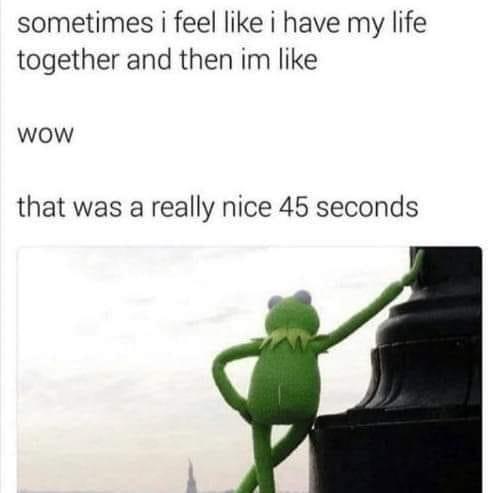 sometimes i feel like i have my life
together and then im like
wow
that was a really nice 45 seconds